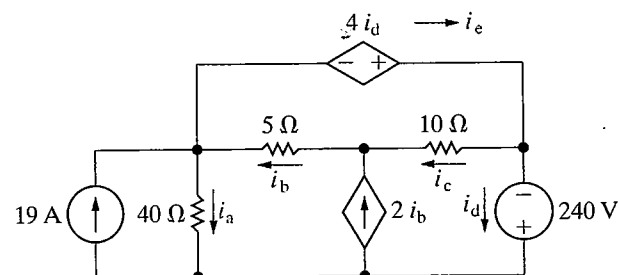 4 i_d → i_e
− +
5 Ω 10 Ω
i_b i_c
19 A 40 Ω i_a 2 i_b i_d − + 240 V